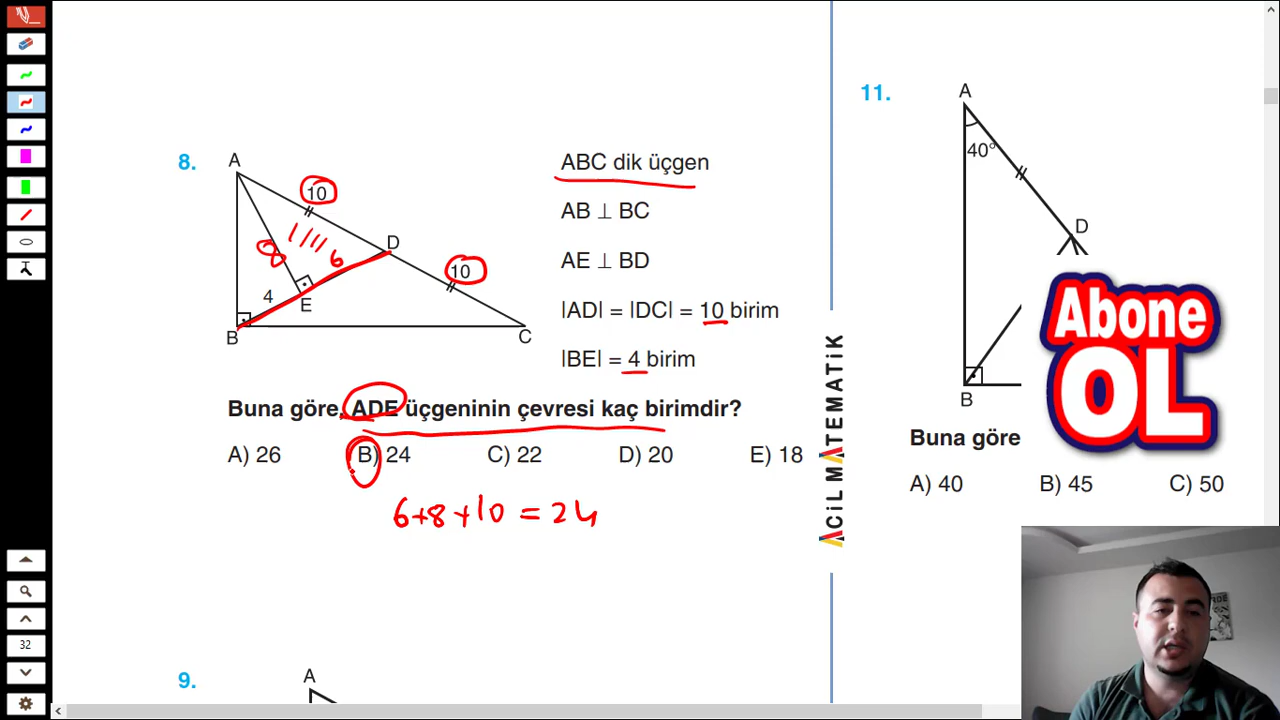 8.
A
10
8
6
D
10
4
E
B
C
ABC dik üçgen
AB ⊥ BC
AE ⊥ BD
|AD| = |DC| = 10 birim
|BE| = 4 birim
Buna göre, ADE üçgeninin çevresi kaç birimdir?
A) 26 B) 24 C) 22 D) 20 E) 18
6+8+10 = 24
9.
A
ACİL MATEMATİK
11.
A
40°
D
B
Abone
OL
Buna göre
A) 40 B) 45 C) 50
32